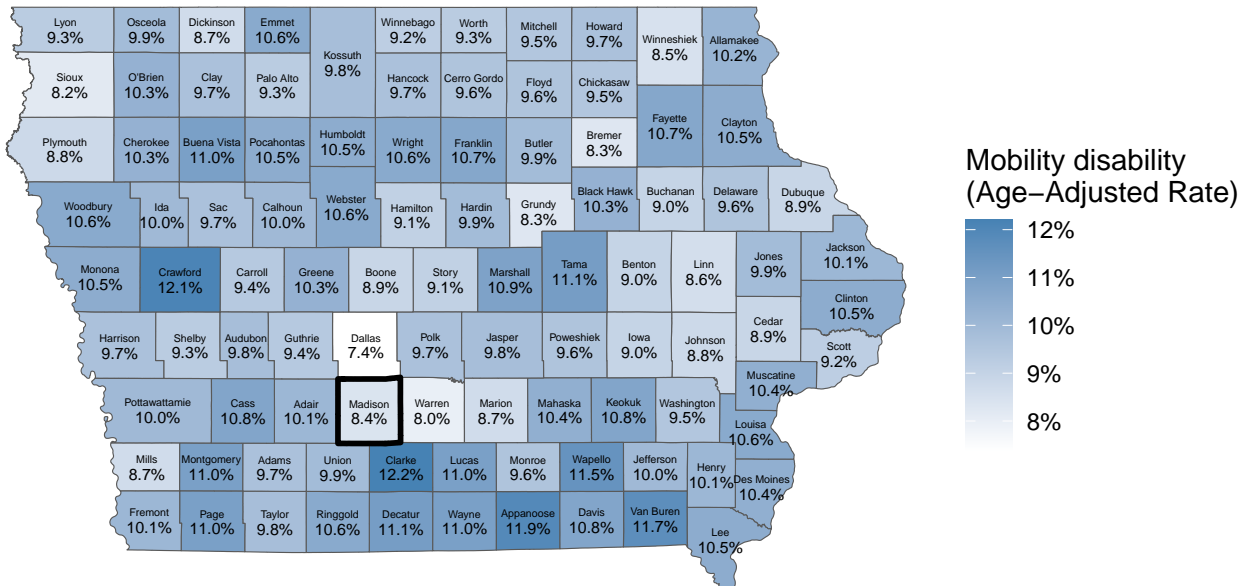 Lyon
9.3%
Osceola
9.9%
Dickinson
8.7%
Emmet
10.6%
Kossuth
9.8%
Winnebago
9.2%
Worth
9.3%
Mitchell
9.5%
Howard
9.7%
Winneshiek
8.5%
Allamakee
10.2%
Sioux
8.2%
O'Brien
10.3%
Clay
9.7%
Palo Alto
9.3%
Hancock
9.7%
Cerro Gordo
9.6%
Floyd
9.6%
Chickasaw
9.5%
Fayette
10.7%
Clayton
10.5%
Plymouth
8.8%
Cherokee
10.3%
Buena Vista
11.0%
Pocahontas
10.5%
Humboldt
10.5%
Wright
10.6%
Franklin
10.7%
Butler
9.9%
Bremer
8.3%
Woodbury
10.6%
Ida
10.0%
Sac
9.7%
Calhoun
10.0%
Webster
10.6%
Hamilton
9.1%
Hardin
9.9%
Grundy
8.3%
Black Hawk
10.3%
Buchanan
9.0%
Delaware
9.6%
Dubuque
8.9%
Monona
10.5%
Crawford
12.1%
Carroll
9.4%
Greene
10.3%
Boone
8.9%
Story
9.1%
Marshall
10.9%
Tama
11.1%
Benton
9.0%
Linn
8.6%
Jones
9.9%
Jackson
10.1%
Clinton
10.5%
Harrison
9.7%
Shelby
9.3%
Audubon
9.8%
Guthrie
9.4%
Dallas
7.4%
Polk
9.7%
Jasper
9.8%
Poweshiek
9.6%
Iowa
9.0%
Johnson
8.8%
Cedar
8.9%
Scott
9.2%
Muscatine
10.4%
Pottawattamie
10.0%
Cass
10.8%
Adair
10.1%
Madison
8.4%
Warren
8.0%
Marion
8.7%
Mahaska
10.4%
Keokuk
10.8%
Washington
9.5%
Louisa
10.6%
Mills
8.7%
Montgomery
11.0%
Adams
9.7%
Union
9.9%
Clarke
12.2%
Lucas
11.0%
Monroe
9.6%
Wapello
11.5%
Jefferson
10.0%
Henry
10.1%
Des Moines
10.4%
Fremont
10.1%
Page
11.0%
Taylor
9.8%
Ringgold
10.6%
Decatur
11.1%
Wayne
11.0%
Appanoose
11.9%
Davis
10.8%
Van Buren
11.7%
Lee
10.5%
Mobility disability
(Age−Adjusted Rate)
12%
11%
10%
9%
8%